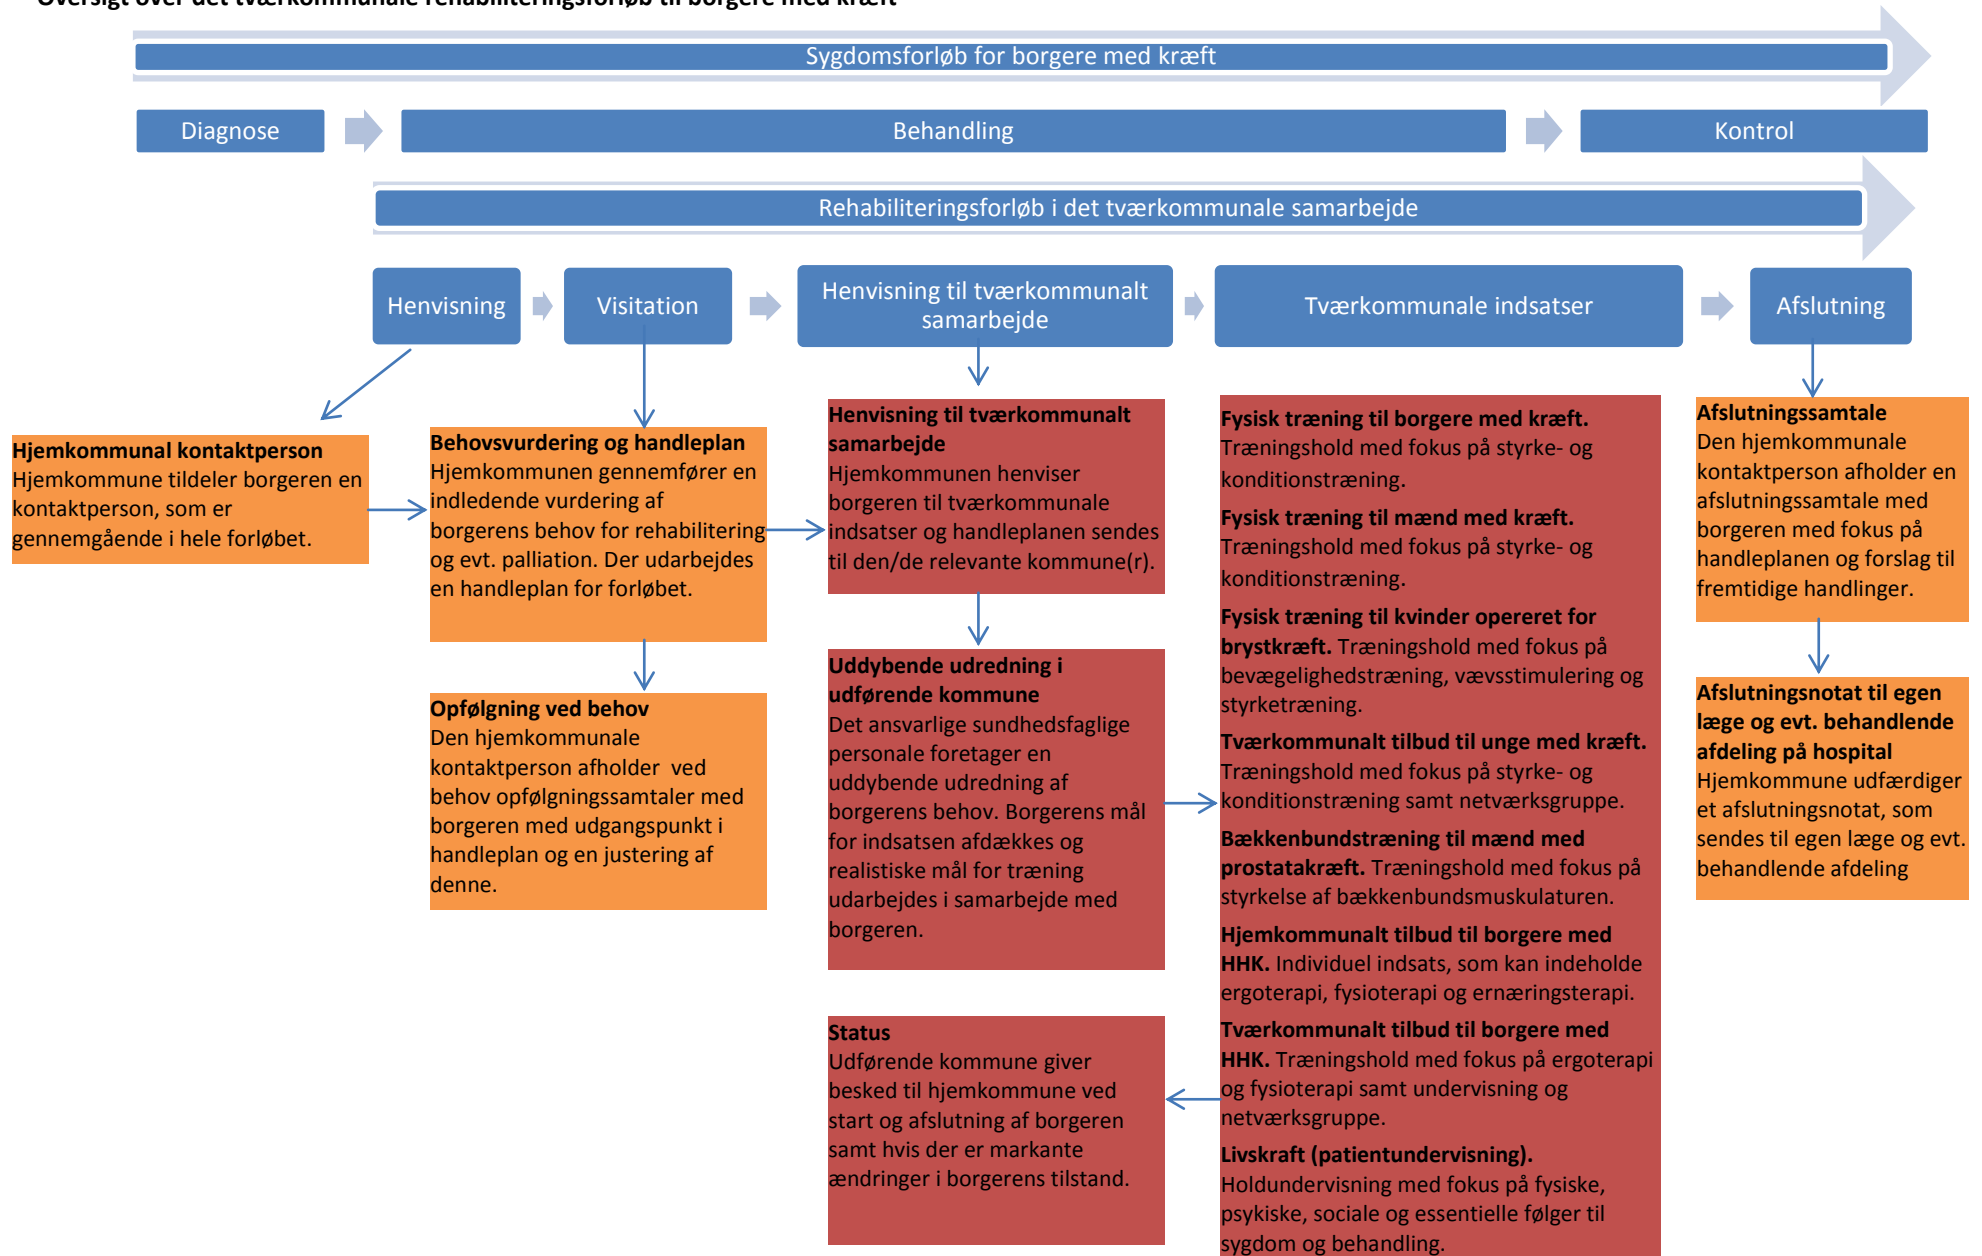 Oversigt over det tværkommunale rehabiliteringsforløb til borgere med kræft
Sygdomsforløb for borgere med kræft
Diagnose
Behandling
Kontrol
Rehabiliteringsforløb i det tværkommunale samarbejde
Henvisning
Visitation
Henvisning til tværkommunalt
samarbejde
Tværkommunale indsatser
Afslutning
Hjemkommunal kontaktperson
Hjemkommune tildeler borgeren en
kontaktperson, som er
gennemgående i hele forløbet.
Behovsvurdering og handleplan
Hjemkommunen gennemfører en
indledende vurdering af
borgerens behov for rehabilitering
og evt. palliation. Der udarbejdes
en handleplan for forløbet.
Opfølgning ved behov
Den hjemkommunale
kontaktperson afholder  ved
behov opfølgningssamtaler med
borgeren med udgangspunkt i
handleplan og en justering af
denne.
Henvisning til tværkommunalt
samarbejde
Hjemkommunen henviser
borgeren til tværkommunale
indsatser og handleplanen sendes
til den/de relevante kommune(r).
Uddybende udredning i
udførende kommune
Det ansvarlige sundhedsfaglige
personale foretager en
uddybende udredning af
borgerens behov. Borgerens mål
for indsatsen afdækkes og
realistiske mål for træning
udarbejdes i samarbejde med
borgeren.
Status
Udførende kommune giver
besked til hjemkommune ved
start og afslutning af borgeren
samt hvis der er markante
ændringer i borgerens tilstand.
Fysisk træning til borgere med kræft.
Træningshold med fokus på styrke- og
konditionstræning.
Fysisk træning til mænd med kræft.
Træningshold med fokus på styrke- og
konditionstræning.
Fysisk træning til kvinder opereret for
brystkræft. Træningshold med fokus på
bevægelighedstræning, vævsstimulering og
styrketræning.
Tværkommunalt tilbud til unge med kræft.
Træningshold med fokus på styrke- og
konditionstræning samt netværksgruppe.
Bækkenbundstræning til mænd med
prostatakræft. Træningshold med fokus på
styrkelse af bækkenbundsmuskulaturen.
Hjemkommunalt tilbud til borgere med
HHK. Individuel indsats, som kan indeholde
ergoterapi, fysioterapi og ernæringsterapi.
Tværkommunalt tilbud til borgere med
HHK. Træningshold med fokus på ergoterapi
og fysioterapi samt undervisning og
netværksgruppe.
Livskraft (patientundervisning).
Holdundervisning med fokus på fysiske,
psykiske, sociale og essentielle følger til
sygdom og behandling.
Afslutningssamtale
Den hjemkommunale
kontaktperson afholder en
afslutningssamtale med
borgeren med fokus på
handleplanen og forslag til
fremtidige handlinger.
Afslutningsnotat til egen
læge og evt. behandlende
afdeling på hospital
Hjemkommune udfærdiger
et afslutningsnotat, som
sendes til egen læge og evt.
behandlende afdeling